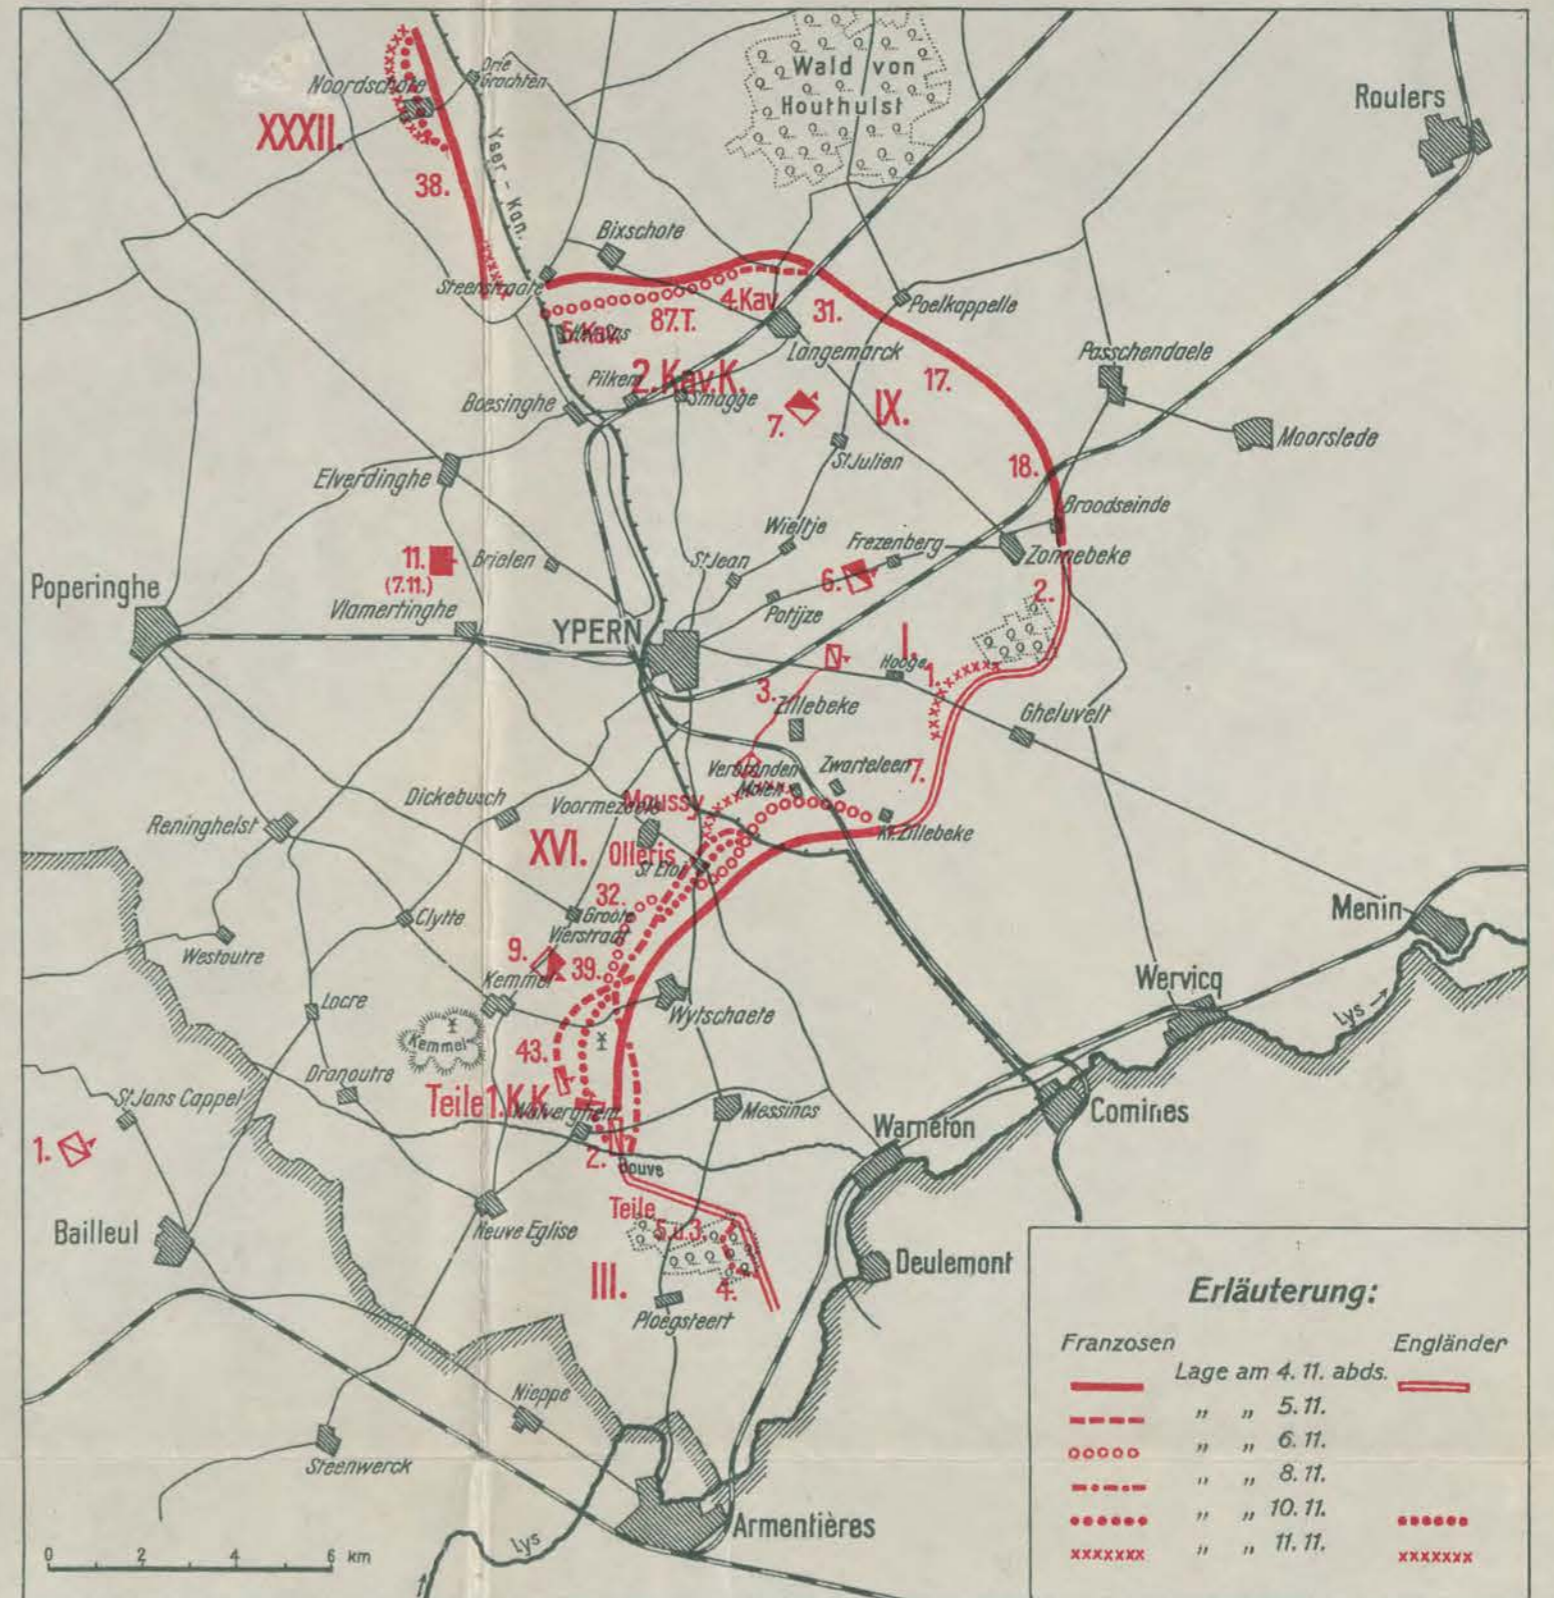 Wald von
Houthulst
Roulers
Drie
Grachten
Noordschote
XXXII.
38.
Yser-Kan.
Bixschote
Steenstraate
4.Kav.
87.T.
5.Kav.
31.
Poelkappelle
Langemarck
Passchendaele
17.
Pilkem
2.Kav.K.
Smagge
IX.
Boesinghe
7.
Moorslede
St Julien
18.
Elverdinghe
Broodseinde
Wieltje
Frezenberg
Zonnebeke
11.
(7.11.)
Brielen
St Jean
6.
Poperinghe
Vlamertinghe
Potijze
2.
YPERN
I.
Hooge
1.
3.
Zillebeke
Gheluvelt
Verbranden
Molen
Zwarteleen
7.
Dickebusch
Voormezeele
Moussy
Reninghelst
Kl. Zillebeke
XVI.
Olleris
St Eloi
32.
Groote
Vierstraat
Clytte
Menin
Westoutre
9.
39.
Kemmel
Wervicq
Locre
Wytschaete
Lys
Kemmel
43.
Dranoutre
St Jans Cappel
Teile 1.K.K.
Wulverghem
Messines
Comines
Warneton
1.
2.
Douve
Bailleul
Neuve Eglise
Teile
5.u.3.
Deulemont
III.
4.
Ploegsteert
Nieppe
Steenwerck
Armentières
Lys
0 2 4 6 km
Erläuterung:
Franzosen Engländer
Lage am 4. 11. abds.
" " 5. 11.
" " 6. 11.
" " 8. 11.
" " 10. 11.
" " 11. 11.